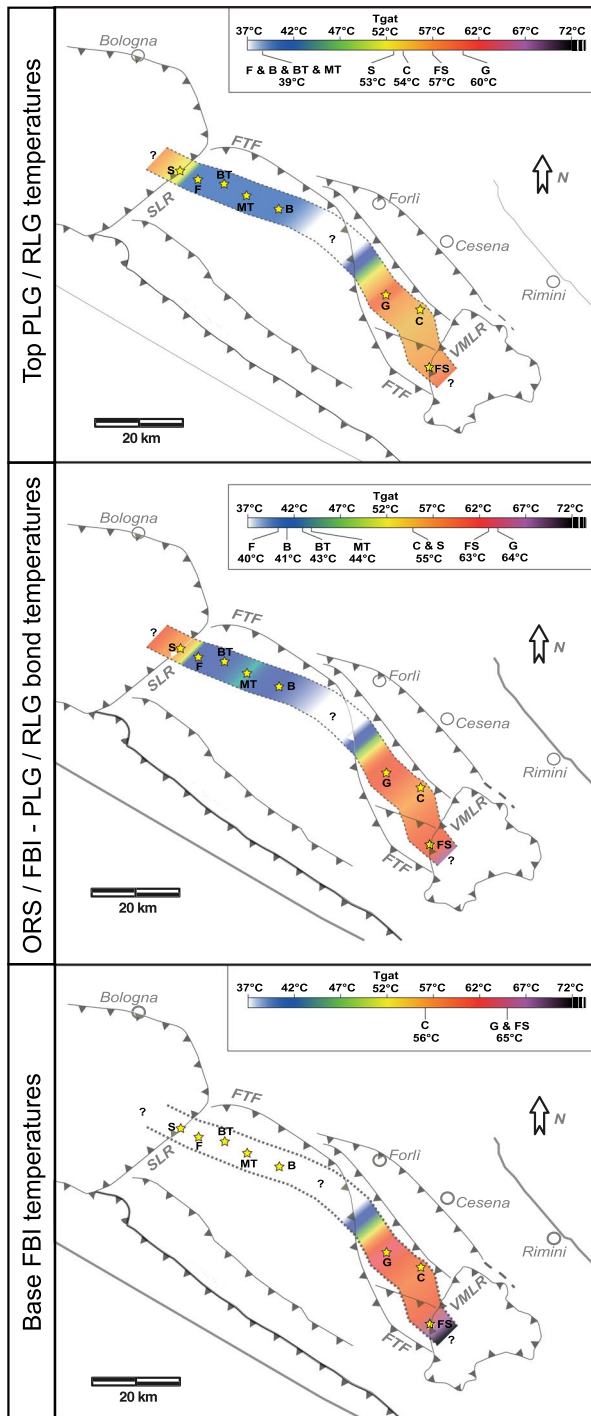 Top PLG / RLG temperatures
Tgat
37°C 42°C 47°C 52°C 57°C 62°C 67°C 72°C
F & B & BT & MT S C FS G
39°C 53°C 54°C 57°C 60°C
Bologna
FTF
?
S
BT
F
MT
B
SLR
?
Forlì
N
Cesena
Rimini
G
C
VMLR
FS
FTF
?
20 km
ORS / FBI - PLG / RLG bond temperatures
Tgat
37°C 42°C 47°C 52°C 57°C 62°C 67°C 72°C
F B BT MT C & S FS G
40°C 41°C 43°C 44°C 55°C 63°C 64°C
Bologna
FTF
?
S
BT
F
MT
B
SLR
?
Forlì
N
Cesena
Rimini
G
C
VMLR
FS
FTF
?
20 km
Base FBI temperatures
Tgat
37°C 42°C 47°C 52°C 57°C 62°C 67°C 72°C
C G & FS
56°C 65°C
Bologna
FTF
?
S
BT
F
MT
B
SLR
?
Forlì
N
Cesena
Rimini
G
C
VMLR
FS
FTF
?
20 km